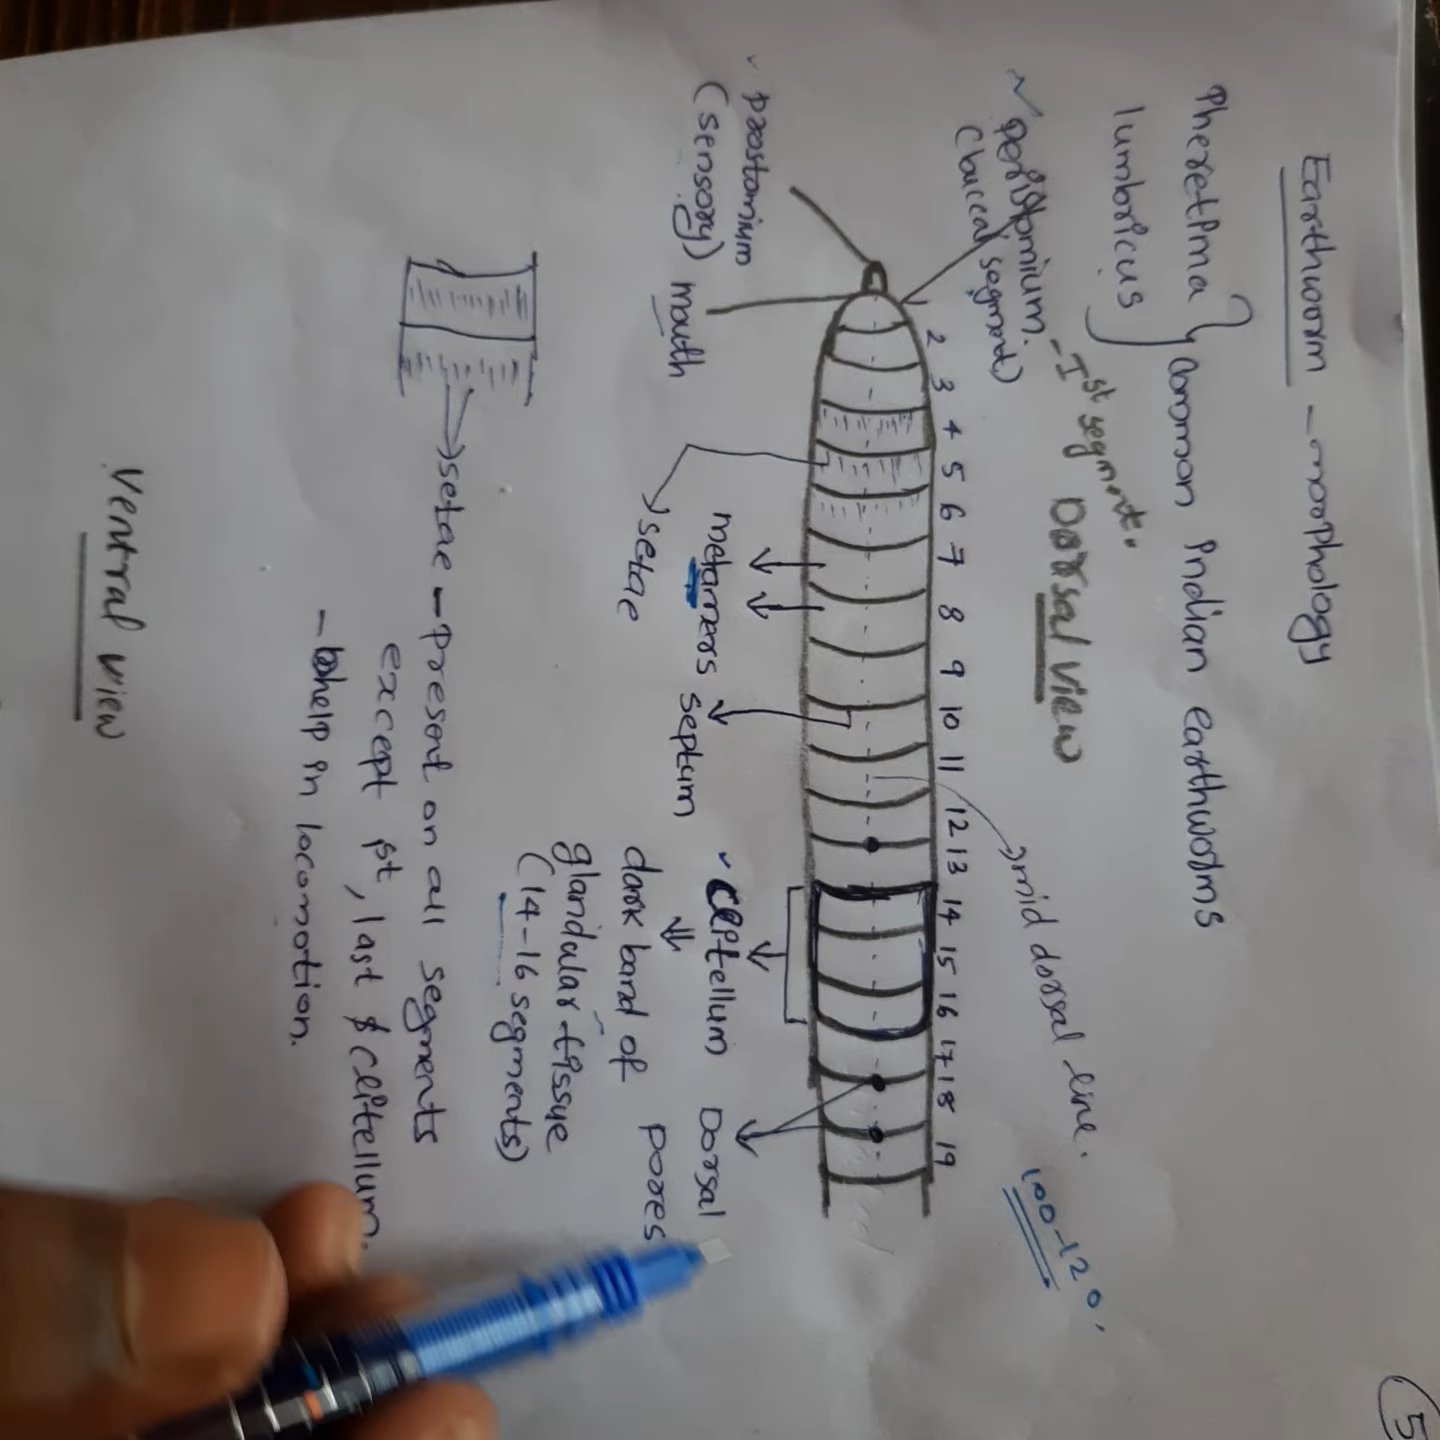 Earthworm - morphology
Pheretima
lumbricus
Common Indian earthworms
Peristomium. - Ist segment.
(buccal segment)
Dorsal View
mid dorsal line.
100-120
2 3 4 5 6 7 8 9 10 11 12 13 14 15 16 17 18 19
prostomium
(sensory)
mouth
setae
metamers
septum
Clitellum
dark band of
glandular tissue
(14-16 segments)
Dorsal
pores
setae - Present on all segments
except Ist, last & clitellum.
- help in locomotion.
Ventral view
5